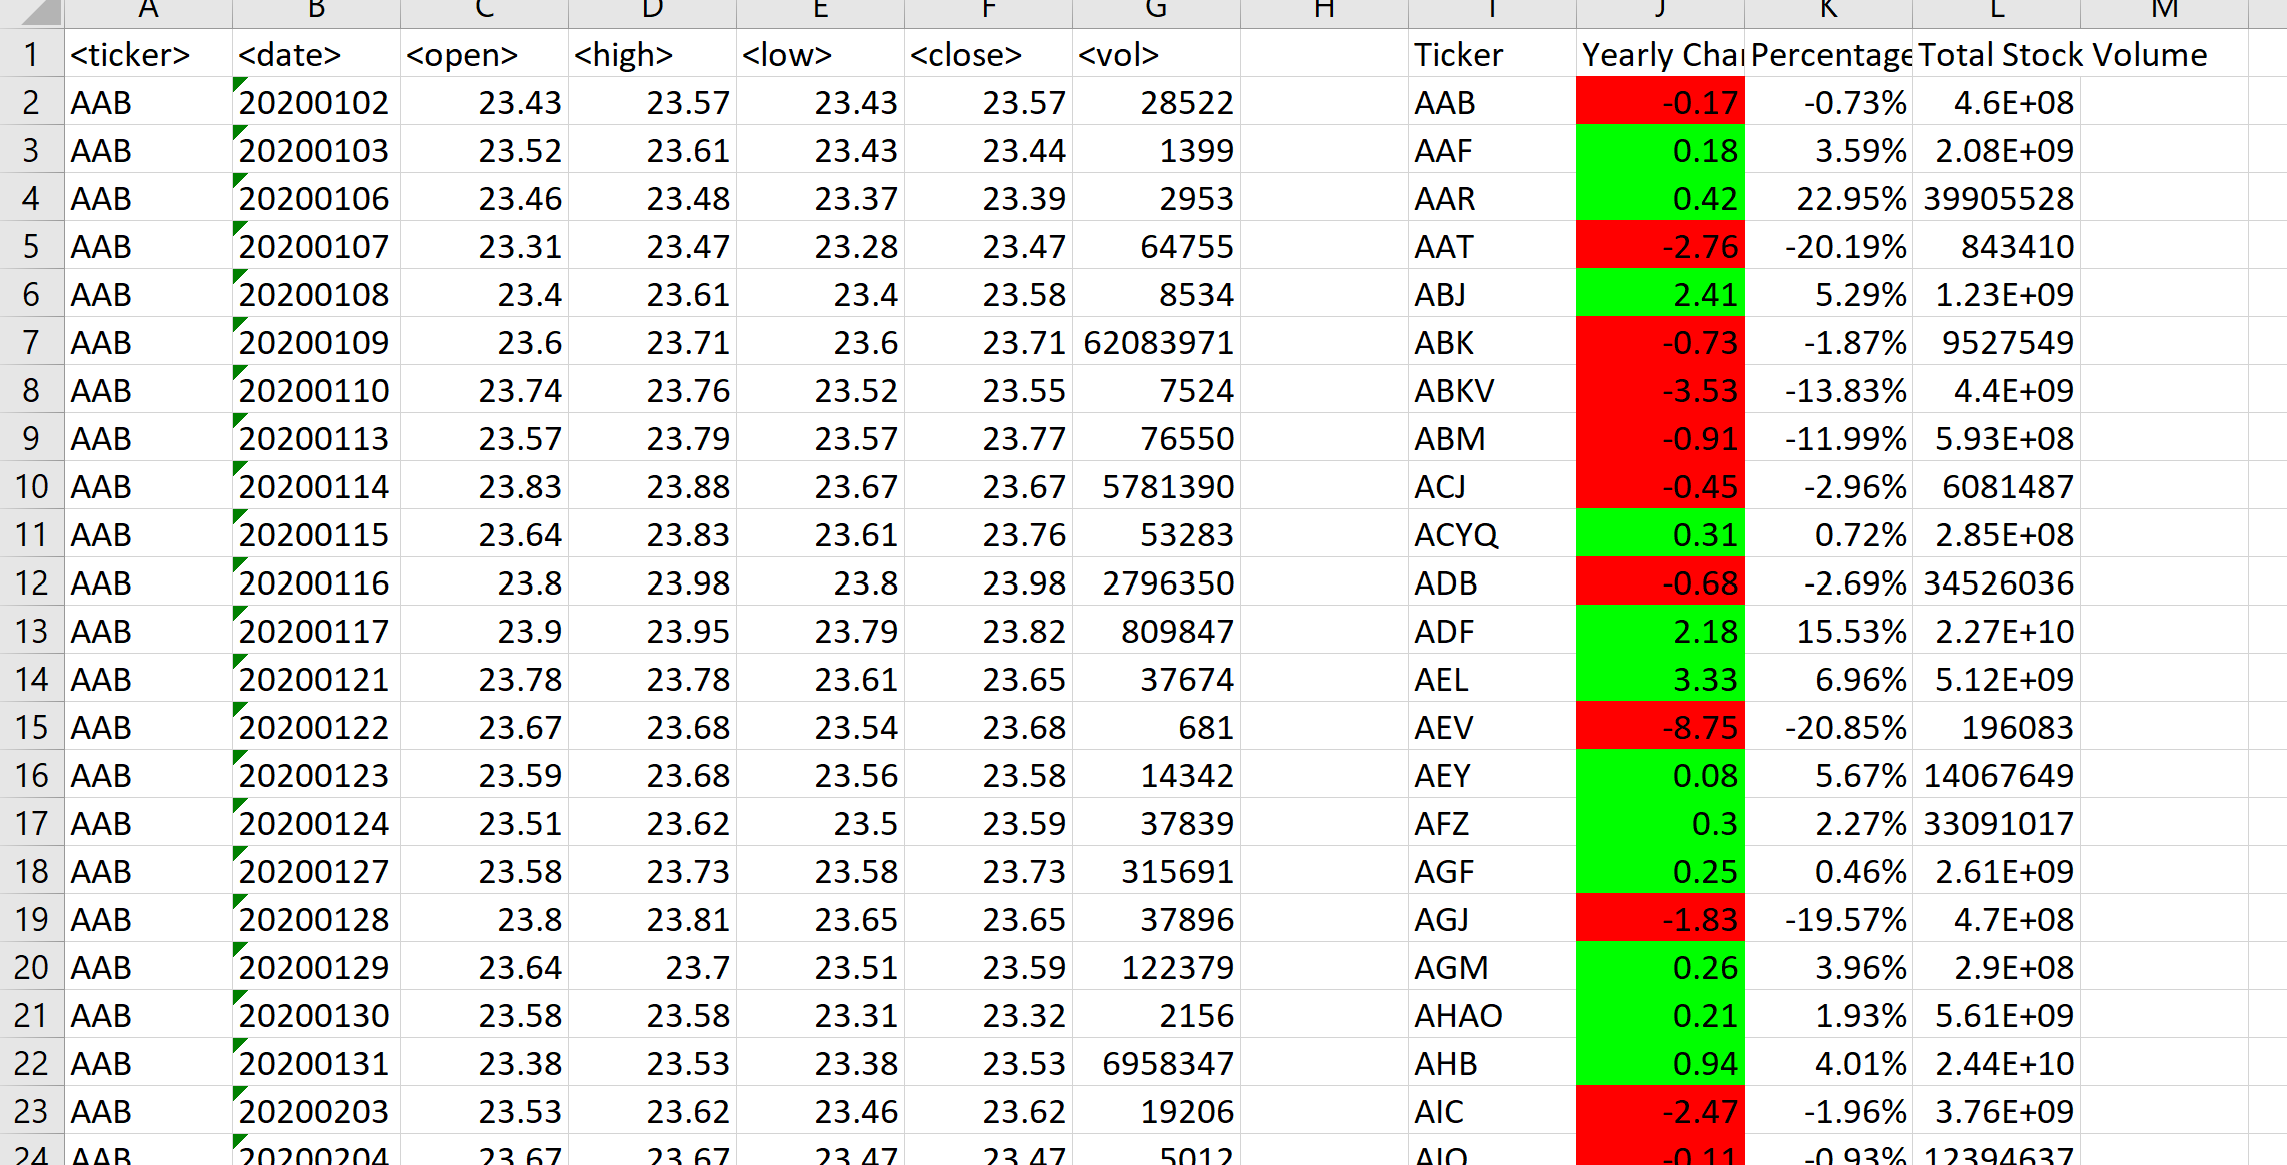 A B C D E F G H I J K L M
1 <ticker> <date> <open> <high> <low> <close> <vol> Ticker Yearly Char Percentage Total Stock Volume
2 AAB 20200102 23.43 23.57 23.43 23.57 28522 AAB -0.17 -0.73% 4.6E+08
3 AAB 20200103 23.52 23.61 23.43 23.44 1399 AAF 0.18 3.59% 2.08E+09
4 AAB 20200106 23.46 23.48 23.37 23.39 2953 AAR 0.42 22.95% 39905528
5 AAB 20200107 23.31 23.47 23.28 23.47 64755 AAT -2.76 -20.19% 843410
6 AAB 20200108 23.4 23.61 23.4 23.58 8534 ABJ 2.41 5.29% 1.23E+09
7 AAB 20200109 23.6 23.71 23.6 23.71 62083971 ABK -0.73 -1.87% 9527549
8 AAB 20200110 23.74 23.76 23.52 23.55 7524 ABKV -3.53 -13.83% 4.4E+09
9 AAB 20200113 23.57 23.79 23.57 23.77 76550 ABM -0.91 -11.99% 5.93E+08
10 AAB 20200114 23.83 23.88 23.67 23.67 5781390 ACJ -0.45 -2.96% 6081487
11 AAB 20200115 23.64 23.83 23.61 23.76 53283 ACYQ 0.31 0.72% 2.85E+08
12 AAB 20200116 23.8 23.98 23.8 23.98 2796350 ADB -0.68 -2.69% 34526036
13 AAB 20200117 23.9 23.95 23.79 23.82 809847 ADF 2.18 15.53% 2.27E+10
14 AAB 20200121 23.78 23.78 23.61 23.65 37674 AEL 3.33 6.96% 5.12E+09
15 AAB 20200122 23.67 23.68 23.54 23.68 681 AEV -8.75 -20.85% 196083
16 AAB 20200123 23.59 23.68 23.56 23.58 14342 AEY 0.08 5.67% 14067649
17 AAB 20200124 23.51 23.62 23.5 23.59 37839 AFZ 0.3 2.27% 33091017
18 AAB 20200127 23.58 23.73 23.58 23.73 315691 AGF 0.25 0.46% 2.61E+09
19 AAB 20200128 23.8 23.81 23.65 23.65 37896 AGJ -1.83 -19.57% 4.7E+08
20 AAB 20200129 23.64 23.7 23.51 23.59 122379 AGM 0.26 3.96% 2.9E+08
21 AAB 20200130 23.58 23.58 23.31 23.32 2156 AHAO 0.21 1.93% 5.61E+09
22 AAB 20200131 23.38 23.53 23.38 23.53 6958347 AHB 0.94 4.01% 2.44E+10
23 AAB 20200203 23.53 23.62 23.46 23.62 19206 AIC -2.47 -1.96% 3.76E+09
24 AAB 20200204 23.67 23.67 23.47 23.47 5012 -0.11 -0.93% 12394637